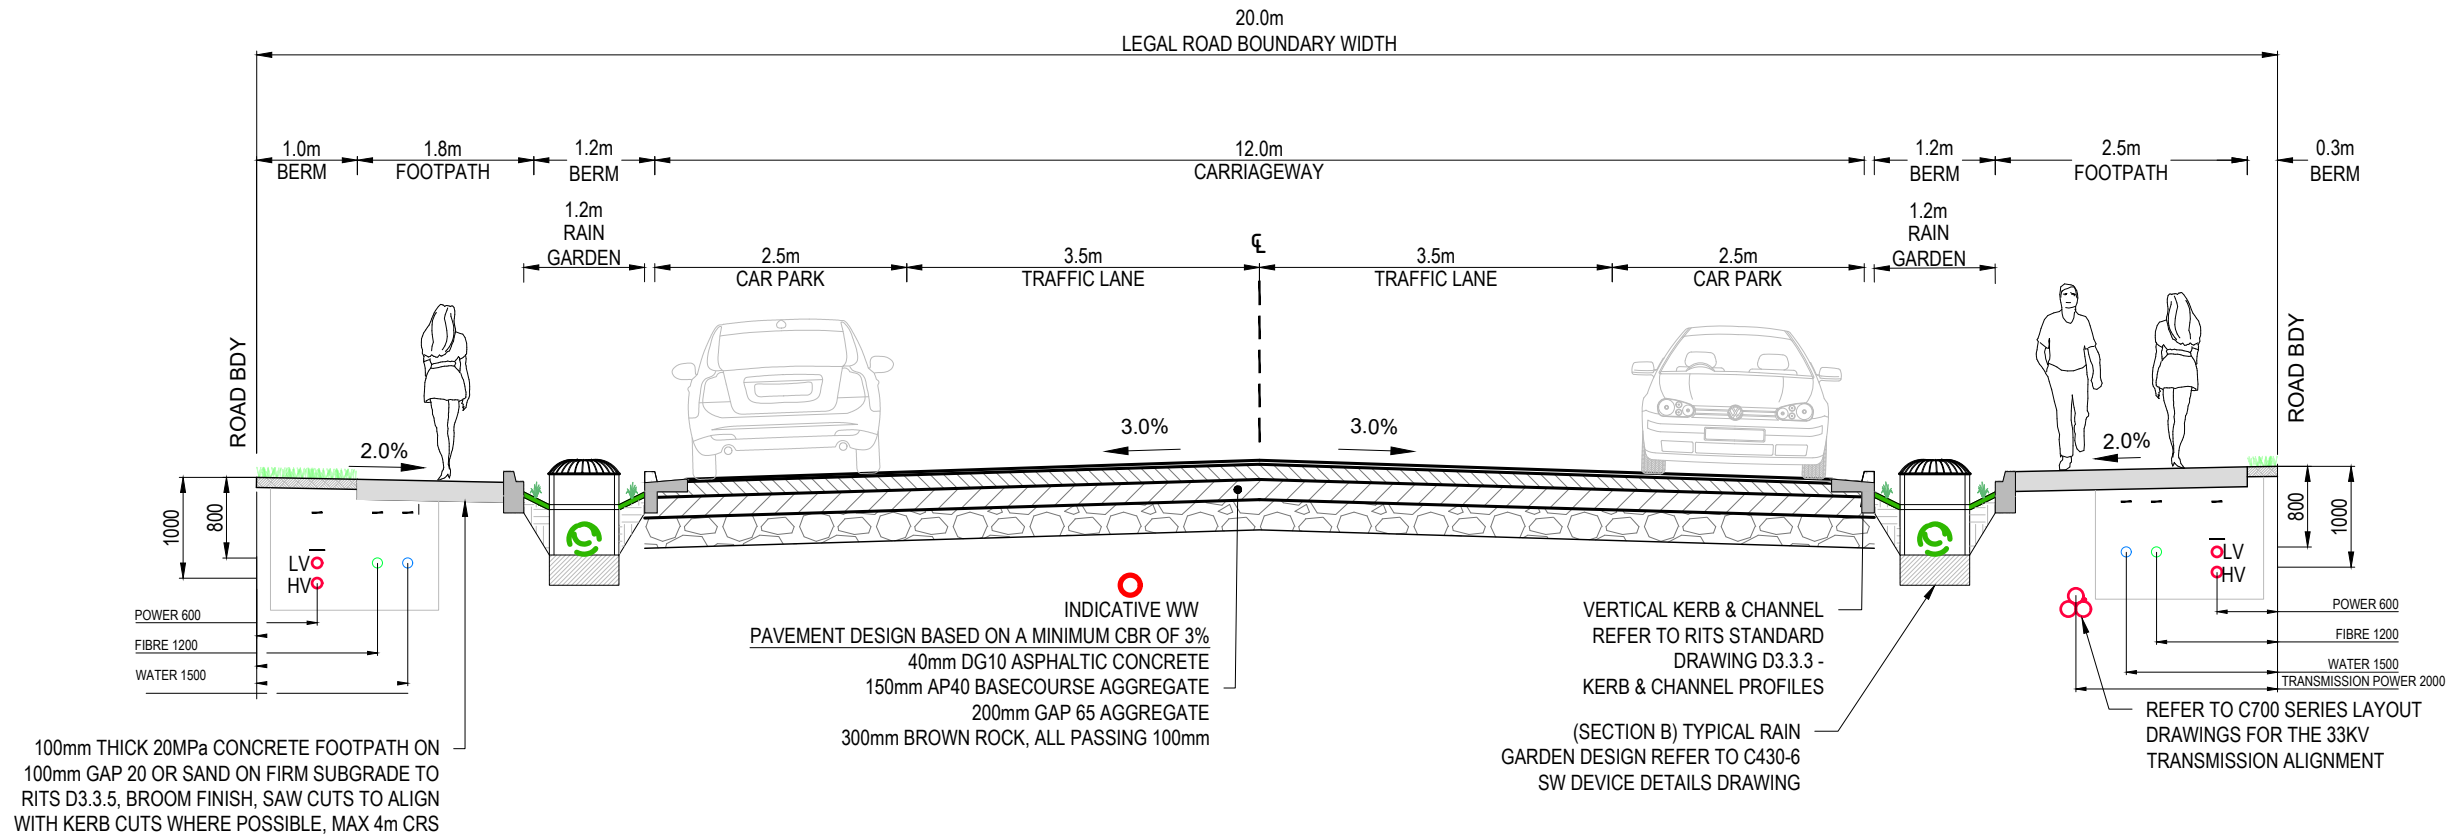 20.0m
LEGAL ROAD BOUNDARY WIDTH
1.0m
BERM
1.8m
FOOTPATH
1.2m
BERM
12.0m
CARRIAGEWAY
1.2m
BERM
2.5m
FOOTPATH
0.3m
BERM
1.2m
RAIN
GARDEN
2.5m
CAR PARK
3.5m
TRAFFIC LANE
℄
3.5m
TRAFFIC LANE
2.5m
CAR PARK
1.2m
RAIN
GARDEN
ROAD BDY
ROAD BDY
2.0%
3.0%
3.0%
2.0%
1000
800
LV
HV
800
1000
LV
HV
POWER 600
FIBRE 1200
WATER 1500
POWER 600
FIBRE 1200
WATER 1500
TRANSMISSION POWER 2000
INDICATIVE WW
PAVEMENT DESIGN BASED ON A MINIMUM CBR OF 3%
40mm DG10 ASPHALTIC CONCRETE
150mm AP40 BASECOURSE AGGREGATE
200mm GAP 65 AGGREGATE
300mm BROWN ROCK, ALL PASSING 100mm
VERTICAL KERB & CHANNEL
REFER TO RITS STANDARD
DRAWING D3.3.3 -
KERB & CHANNEL PROFILES
(SECTION B) TYPICAL RAIN
GARDEN DESIGN REFER TO C430-6
SW DEVICE DETAILS DRAWING
REFER TO C700 SERIES LAYOUT
DRAWINGS FOR THE 33KV
TRANSMISSION ALIGNMENT
100mm THICK 20MPa CONCRETE FOOTPATH ON
100mm GAP 20 OR SAND ON FIRM SUBGRADE TO
RITS D3.3.5, BROOM FINISH, SAW CUTS TO ALIGN
WITH KERB CUTS WHERE POSSIBLE, MAX 4m CRS